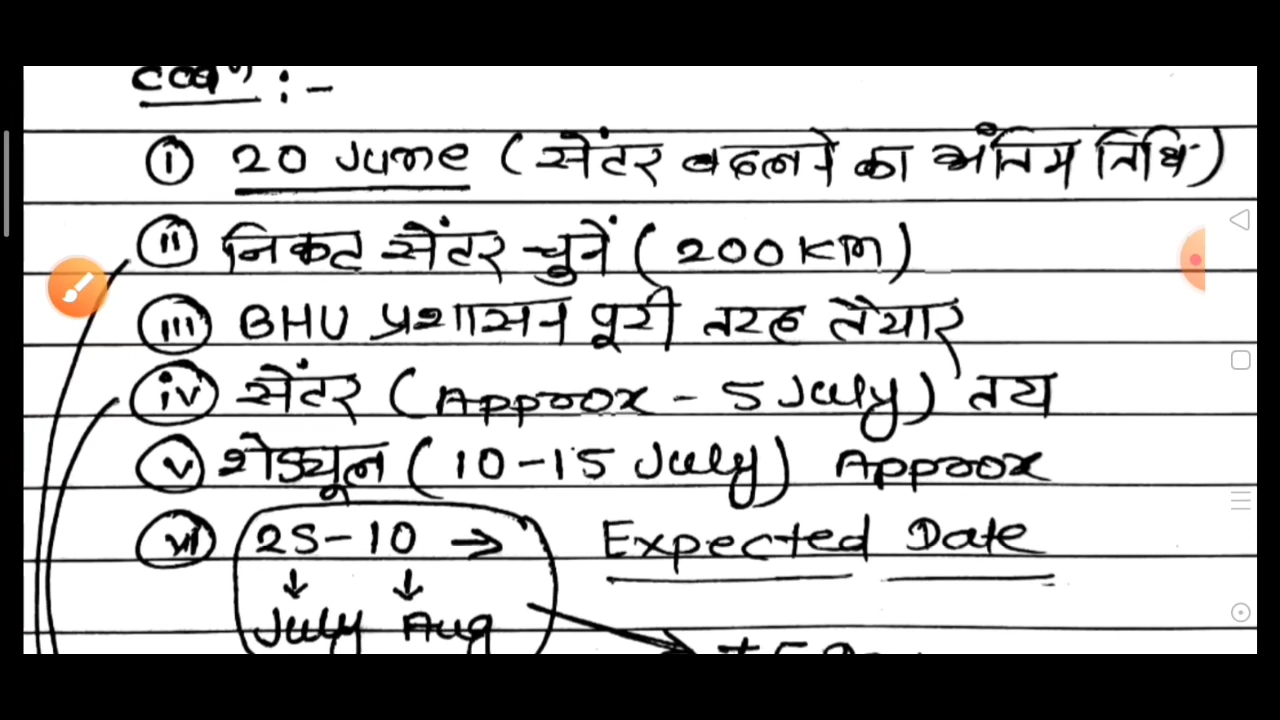 :-
(i) 20 June (सेंटर बदलने का अंतिम तिथि)
(ii) निकट सेंटर चुनें (200 KM)
(iii) BHU प्रशासन पूरी तरह तैयार
(iv) सेंटर (Approx - 5 July) तय
(v) शेड्यूल (10-15 July) Approx
(vi) 25-10 → Expected Date
↓ ↓
July Aug